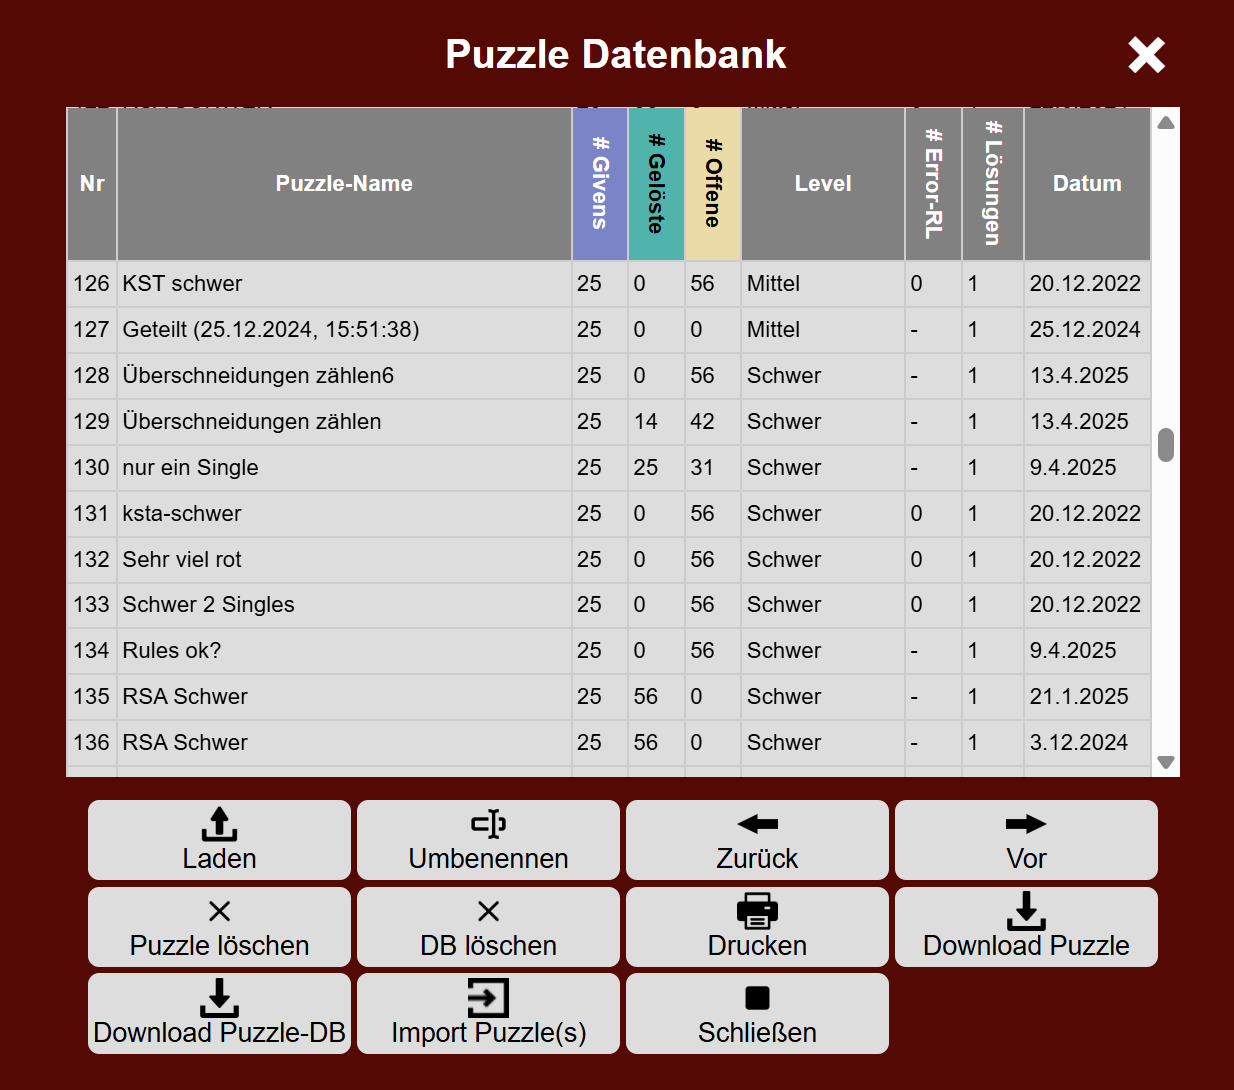 Puzzle Datenbank
Nr Puzzle-Name # Givens # Gelöste # Offene Level # Error-RL # Lösungen Datum
126 KST schwer 25 0 56 Mittel 0 1 20.12.2022
127 Geteilt (25.12.2024, 15:51:38) 25 0 0 Mittel - 1 25.12.2024
128 Überschneidungen zählen6 25 0 56 Schwer - 1 13.4.2025
129 Überschneidungen zählen 25 14 42 Schwer - 1 13.4.2025
130 nur ein Single 25 25 31 Schwer - 1 9.4.2025
131 ksta-schwer 25 0 56 Schwer 0 1 20.12.2022
132 Sehr viel rot 25 0 56 Schwer 0 1 20.12.2022
133 Schwer 2 Singles 25 0 56 Schwer 0 1 20.12.2022
134 Rules ok? 25 0 56 Schwer - 1 9.4.2025
135 RSA Schwer 25 56 0 Schwer - 1 21.1.2025
136 RSA Schwer 25 56 0 Schwer - 1 3.12.2024
Laden Umbenennen Zurück Vor
Puzzle löschen DB löschen Drucken Download Puzzle
Download Puzzle-DB Import Puzzle(s) Schließen